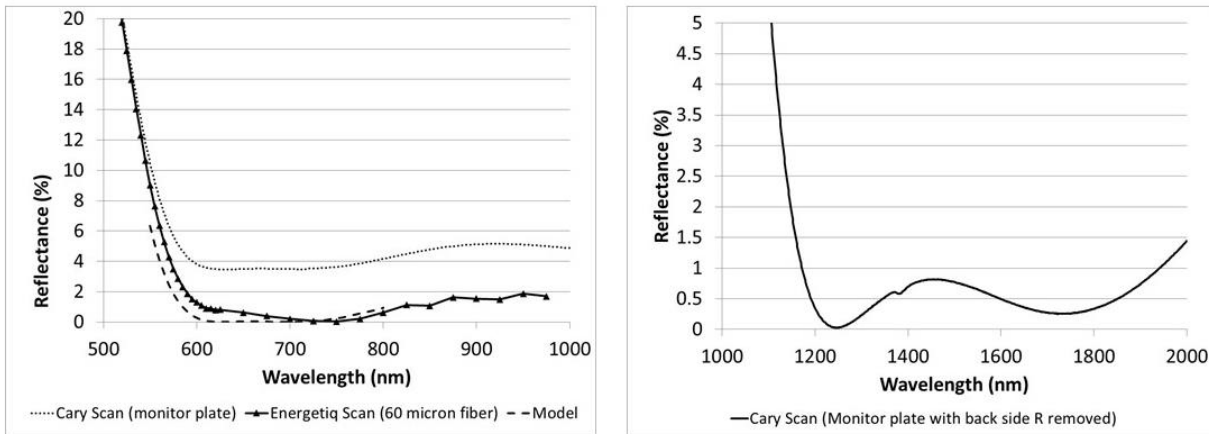 20
18
16
14
12
10
8
6
4
2
0
Reflectance (%)
500 600 700 800 900 1000
Wavelength (nm)
Cary Scan (monitor plate) Energetiq Scan (60 micron fiber) Model
5
4.5
4
3.5
3
2.5
2
1.5
1
0.5
0
Reflectance (%)
1000 1200 1400 1600 1800 2000
Wavelength (nm)
Cary Scan (Monitor plate with back side R removed)